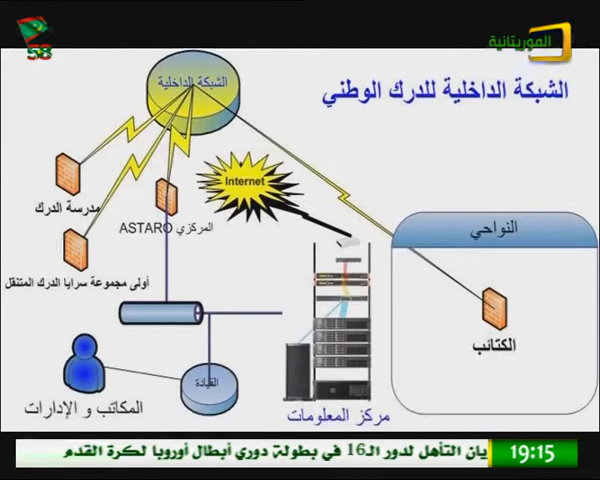 58
الموريتانية
الشبكة الداخلية للدرك الوطني
الشبكة الداخلية
Internet
مدرسة الدرك
المركزي ASTARO
النواحي
أولى مجموعة سرايا الدرك المتنقل
الكتائب
القيادة
المكاتب و الإدارات
مركز المعلومات
يان التأهل لدور الـ16 في بطولة دوري أبطال أوروبا لكرة القدم
19:15